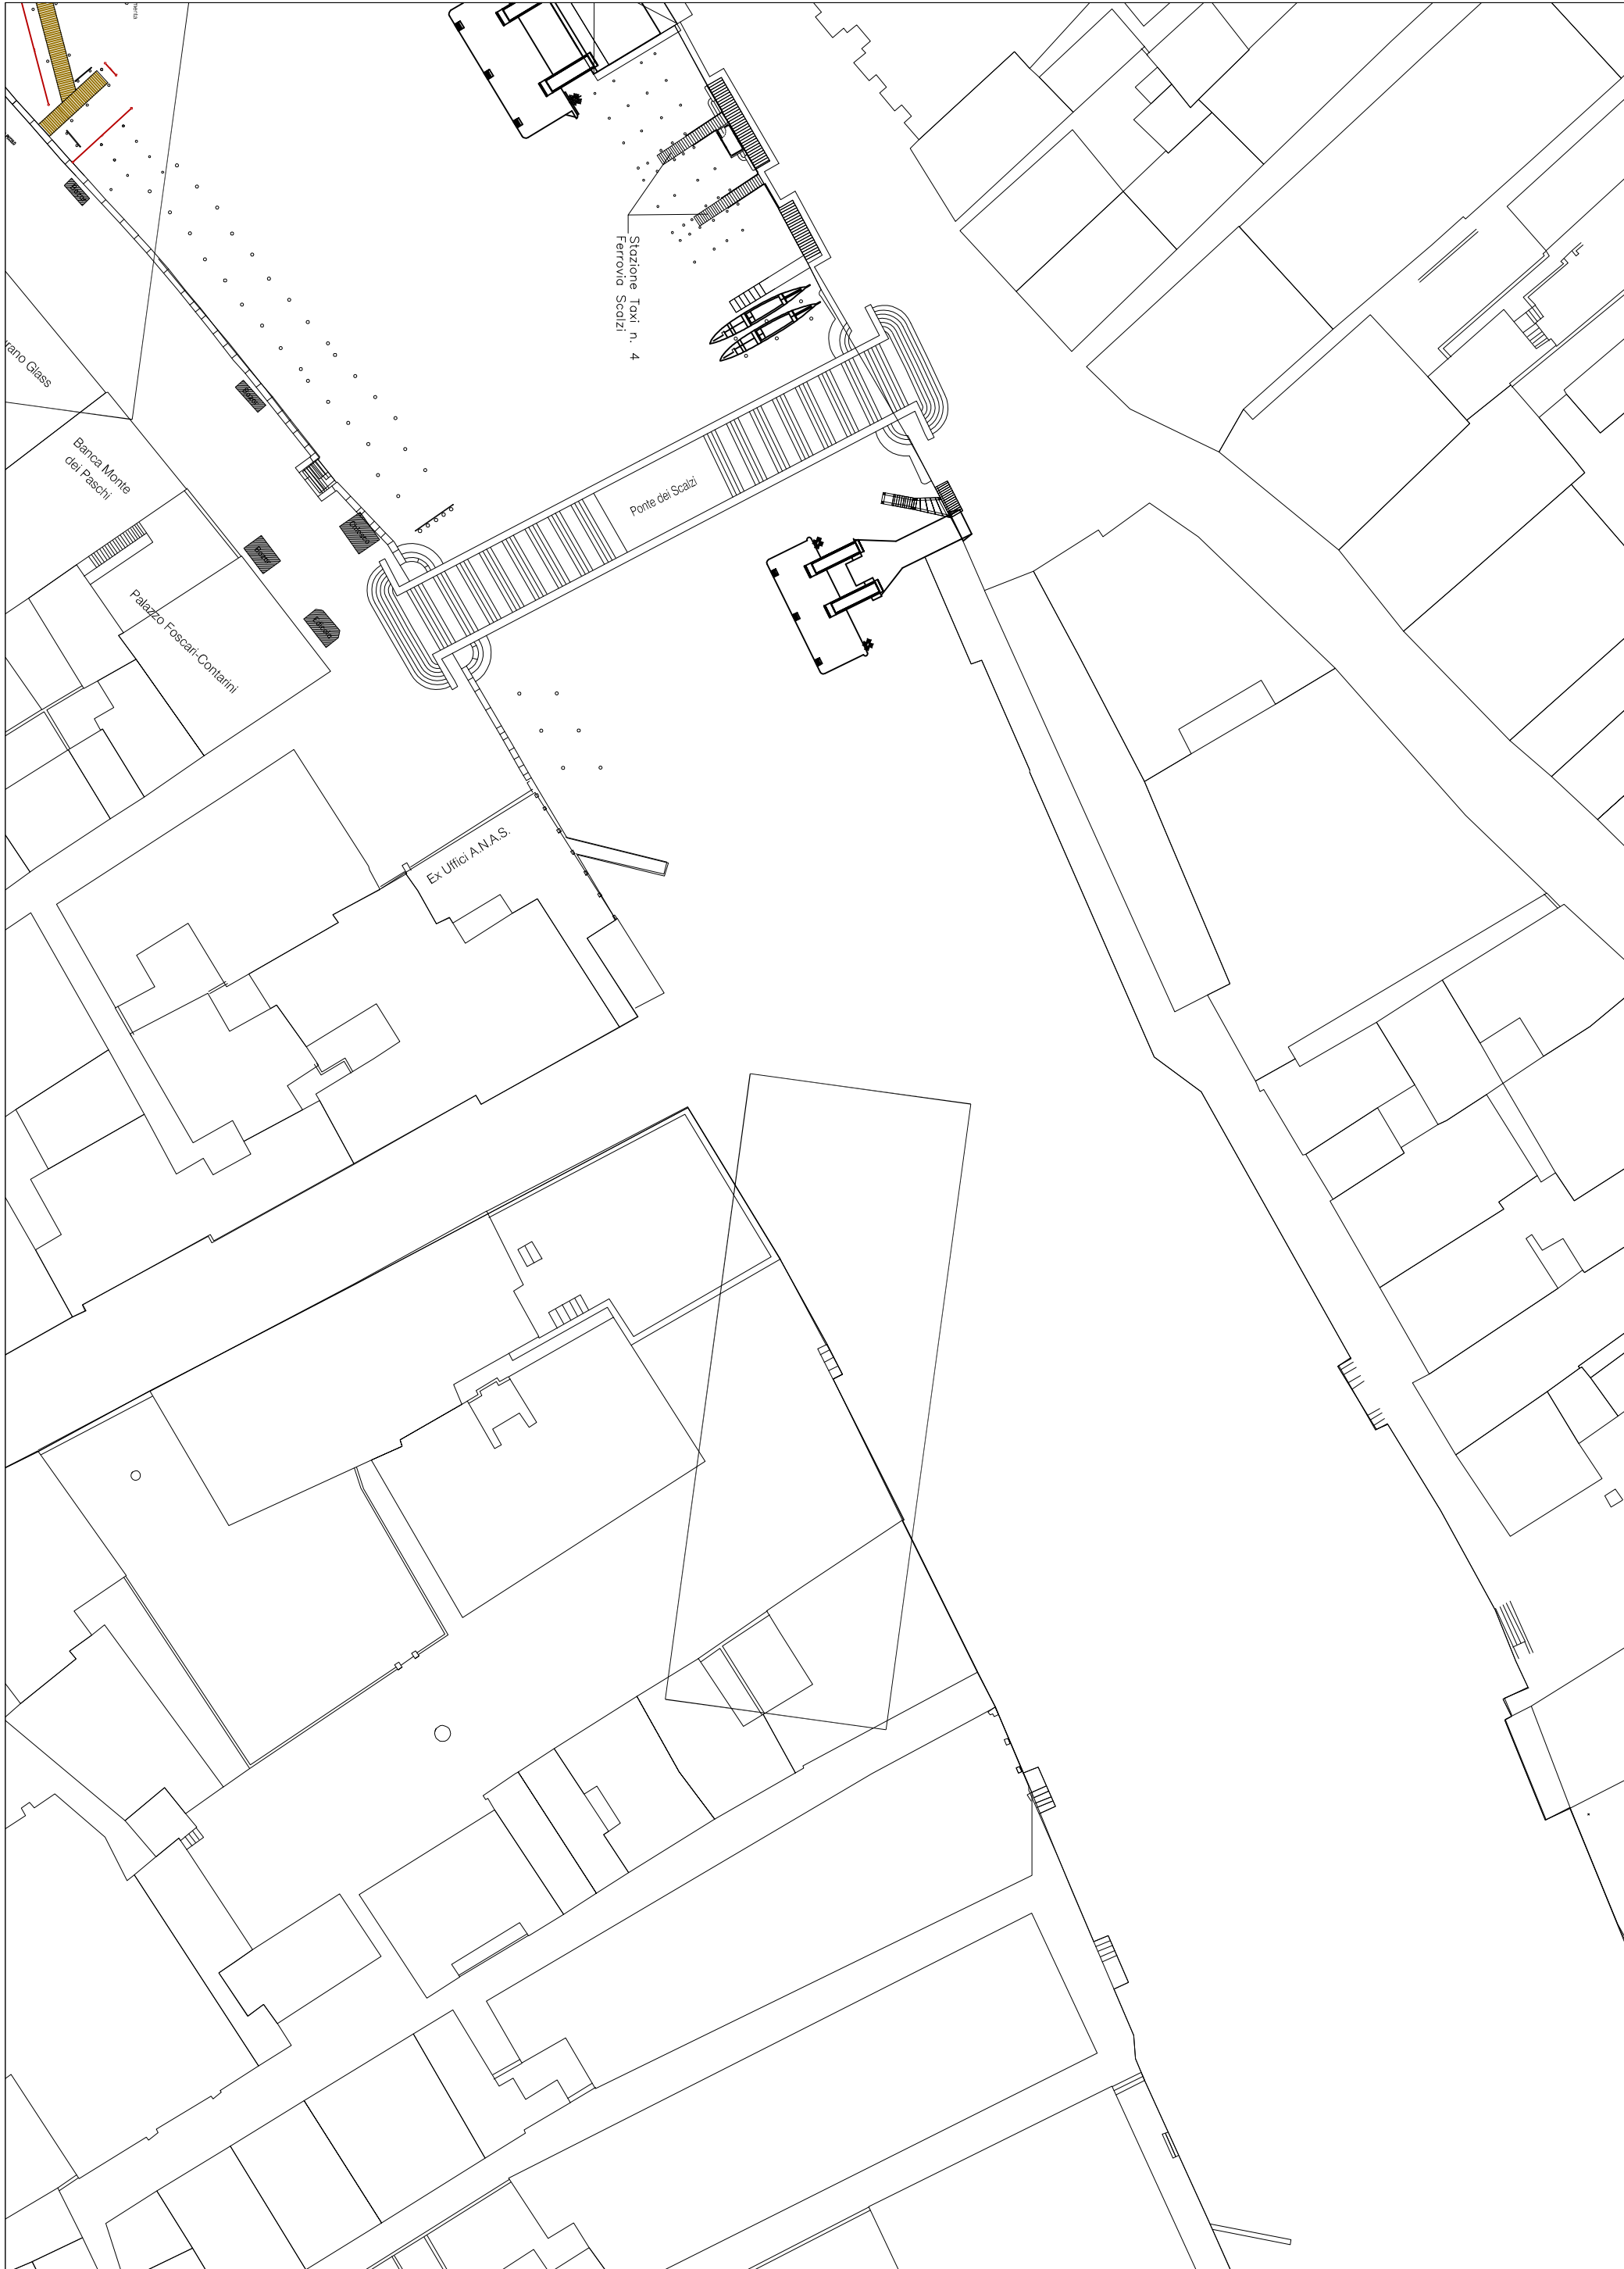 Stazione Taxi n. 4
Ferrovia Scalzi
rano Glass
Banca Monte
dei Paschi
Ponte dei Scalzi
Palazzo Foscari-Contarini
Edicola
Ex Uffici A.N.A.S.